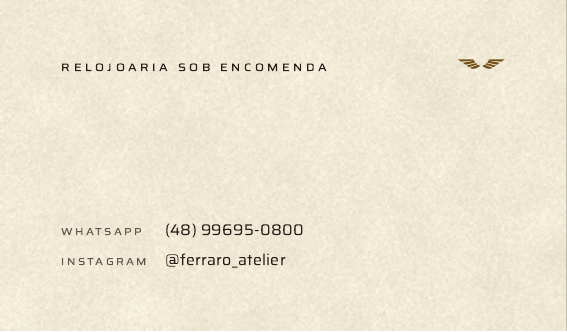 RELOJOARIA SOB ENCOMENDA
WHATSAPP (48) 99695-0800
INSTAGRAM @ferraro_atelier